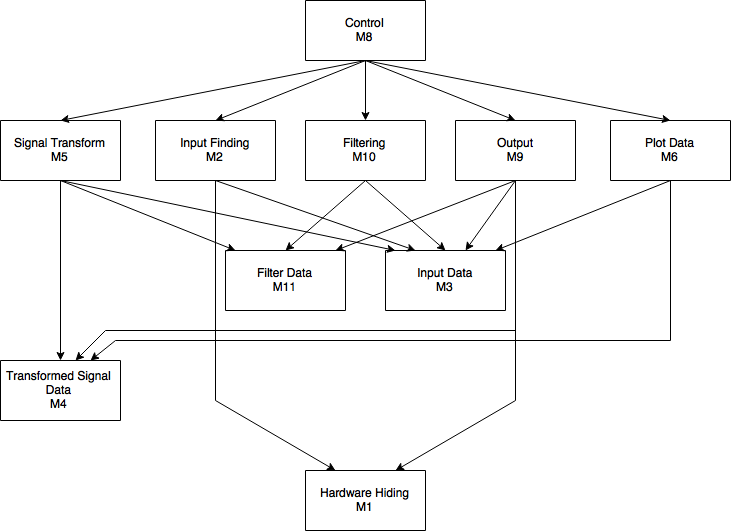 Control
M8
Signal Transform
M5
Input Finding
M2
Filtering
M10
Output
M9
Plot Data
M6
Filter Data
M11
Input Data
M3
Transformed Signal
Data
M4
Hardware Hiding
M1